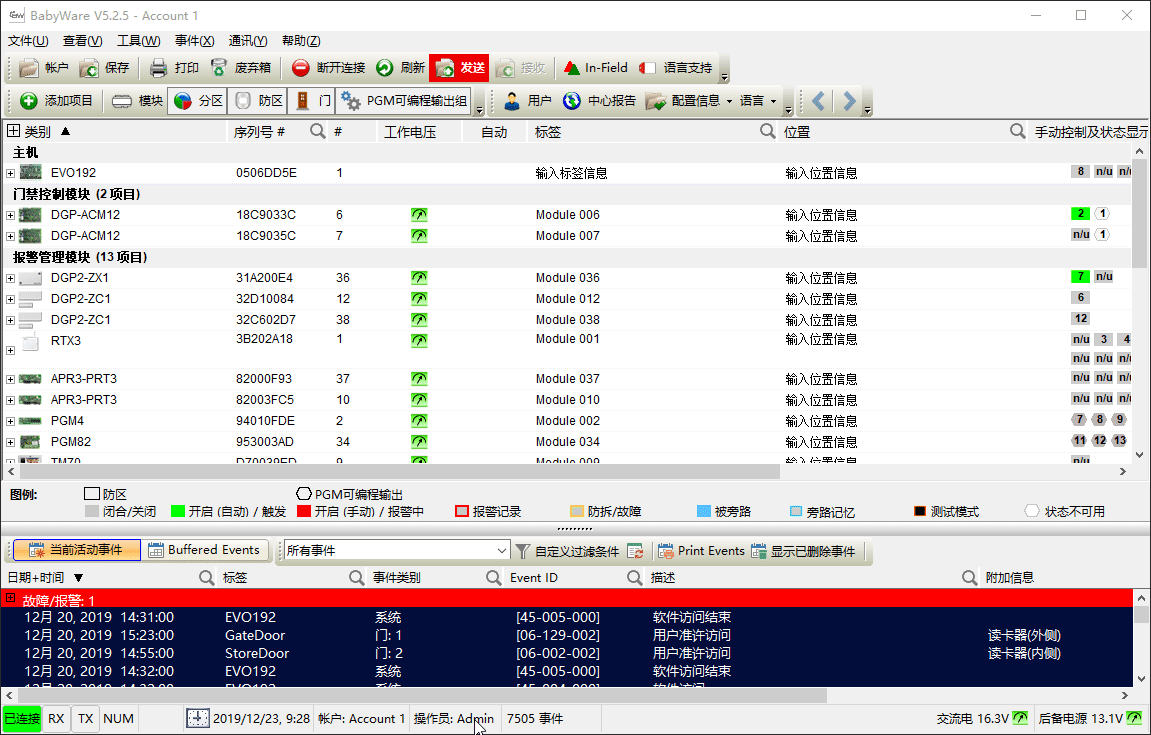 BabyWare V5.2.5 - Account 1
文件(U) 查看(V) 工具(W) 事件(X) 通讯(Y) 帮助(Z)
帐户 保存 打印 废弃箱 断开连接 刷新 发送 接收 In-Field 语言支持
添加项目 模块 分区 防区 门 PGM可编程输出组 用户 中心报告 配置信息 语言
类别 ▲ 序列号 # # 工作电压 自动 标签 位置 手动控制及状态显示
主机
EVO192 0506DD5E 1 输入标签信息 输入位置信息 8 n/u n/u
门禁控制模块 (2 项目)
DGP-ACM12 18C9033C 6 Module 006 输入位置信息 2 1
DGP-ACM12 18C9035C 7 Module 007 输入位置信息 n/u 1
报警管理模块 (13 项目)
DGP2-ZX1 31A200E4 36 Module 036 输入位置信息 7 n/u
DGP2-ZC1 32D10084 12 Module 012 输入位置信息 6
DGP2-ZC1 32C602D7 38 Module 038 输入位置信息 12
RTX3 3B202A18 1 Module 001 输入位置信息 n/u 3 4
n/u n/u n/u
APR3-PRT3 82000F93 37 Module 037 输入位置信息 n/u n/u n/u
APR3-PRT3 82003FC5 10 Module 010 输入位置信息 n/u n/u n/u
PGM4 94010FDE 2 Module 002 输入位置信息 7 8 9
PGM82 953003AD 34 Module 034 输入位置信息 11 12 13
TM70 D70039ED 9 Module 009 输入位置信息 n/u
图例: 防区 PGM可编程输出
闭合/关闭 开启 (自动) / 触发 开启 (手动) / 报警中 报警记录 防拆/故障 被旁路 旁路记忆 测试模式 状态不可用
当前活动事件 Buffered Events 所有事件 自定义过滤条件 Print Events 显示已删除事件
日期+时间 ▼ 标签 事件类别 Event ID 描述 附加信息
故障/报警: 1
12月 20, 2019 14:31:00 EVO192 系统 [45-005-000] 软件访问结束
12月 20, 2019 15:23:00 GateDoor 门: 1 [06-129-002] 用户准许访问 读卡器(外侧)
12月 20, 2019 14:55:00 StoreDoor 门: 2 [06-002-002] 用户准许访问 读卡器(内侧)
12月 20, 2019 14:32:00 EVO192 系统 [45-005-000] 软件访问结束
已连接 RX TX NUM 2019/12/23, 9:28 帐户: Account 1 操作员: Admin 7505 事件 交流电 16.3V 后备电源 13.1V